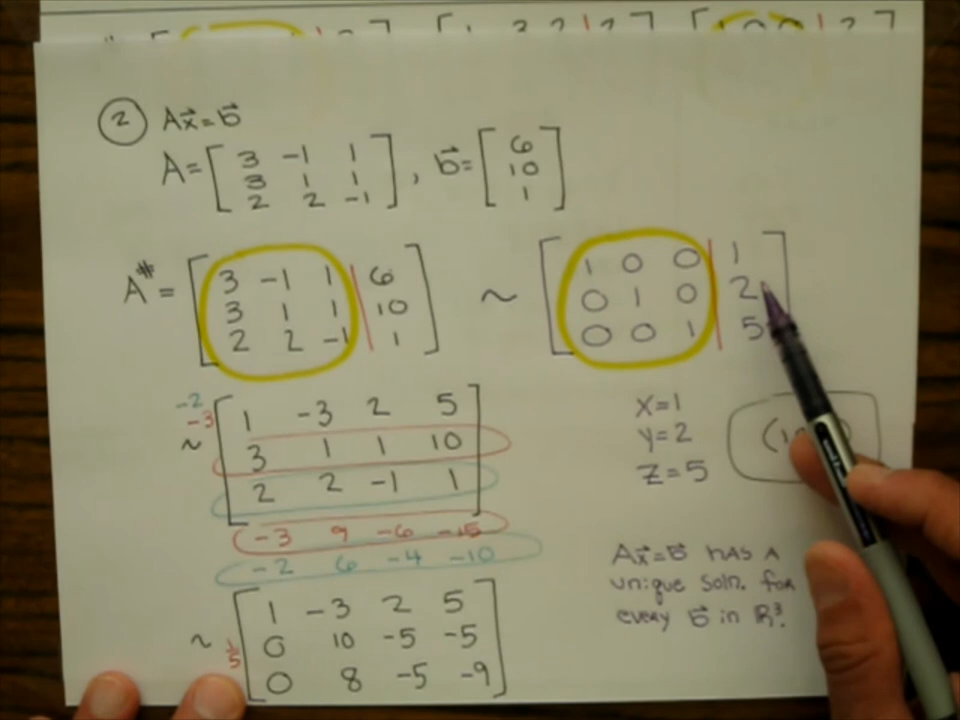 2 Ax⃗=b⃗
A= [ 3 -1 1 ] , b⃗= [ 6 ]
[ 3 1 1 ] [ 10 ]
[ 2 2 -1 ] [ 1 ]
A# = [ 3 -1 1 | 6 ] ~ [ 1 0 0 | 1 ]
[ 3 1 1 | 10 ] [ 0 1 0 | 2 ]
[ 2 2 -1 | 1 ] [ 0 0 1 | 5 ]
-2
-3
~ [ 1 -3 2 5 ]
[ 3 1 1 10 ]
[ 2 2 -1 1 ]
-3 9 -6 -15
-2 6 -4 -10
~ 1/5 [ 1 -3 2 5 ]
[ 0 10 -5 -5 ]
[ 0 8 -5 -9 ]
x=1
y=2
z=5
Ax⃗=b⃗ has a
unique soln. for
every b⃗ in R³.